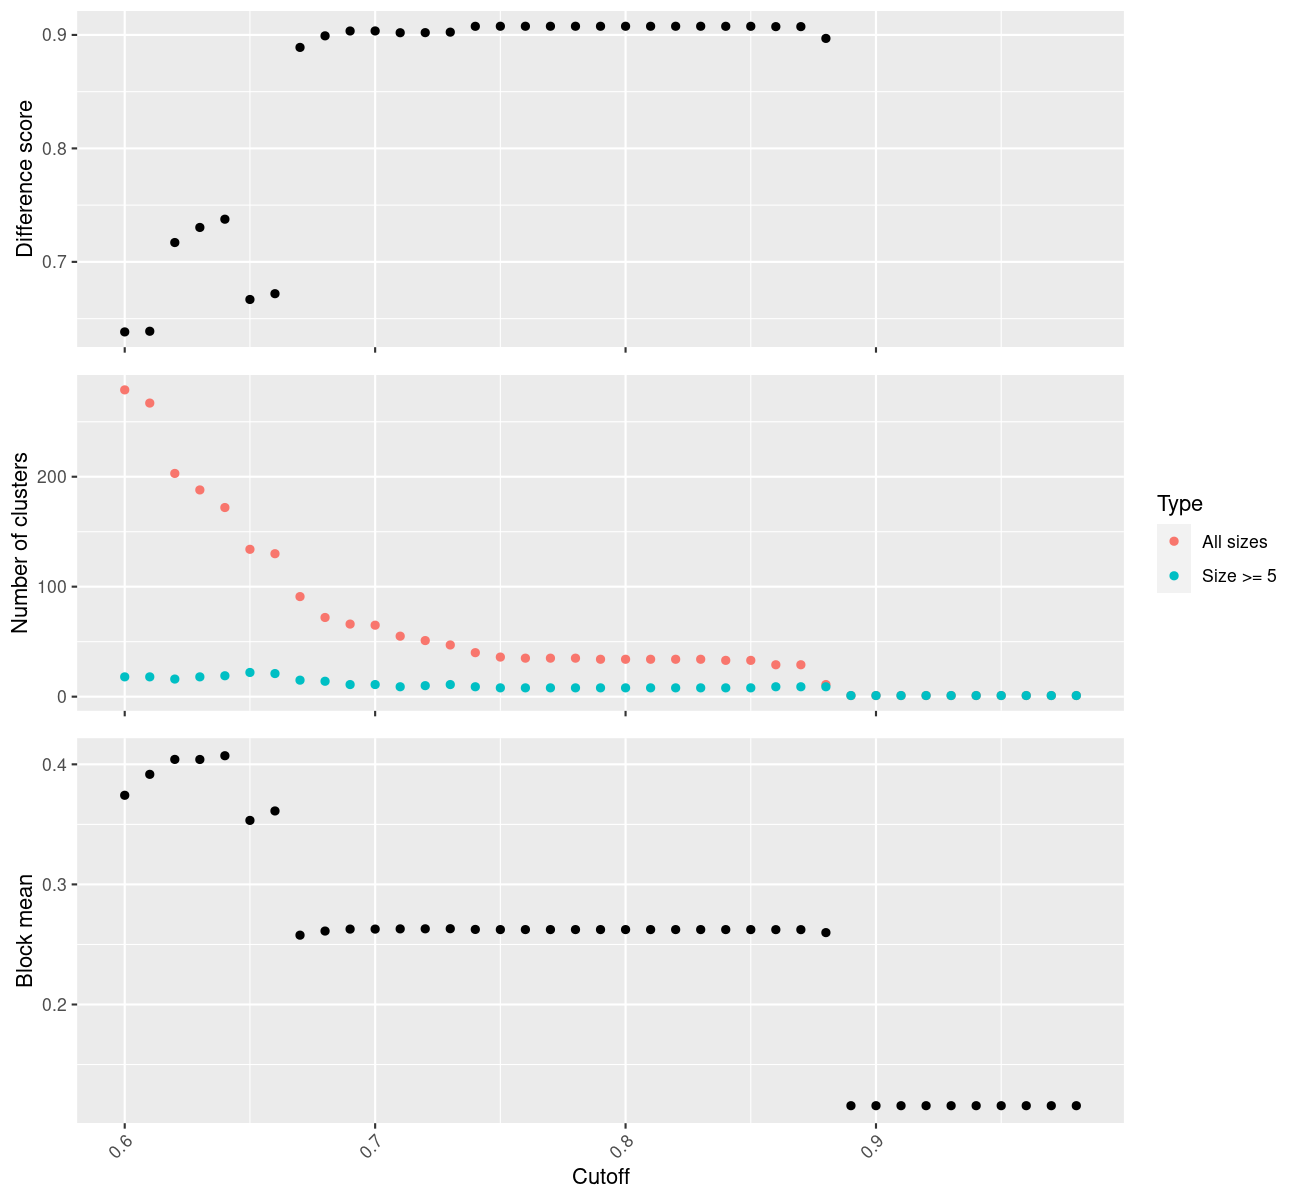 Difference score
0.9
0.8
0.7
Number of clusters
200
100
0
Type
All sizes
Size >= 5
Block mean
0.4
0.3
0.2
0.6
0.7
0.8
0.9
Cutoff